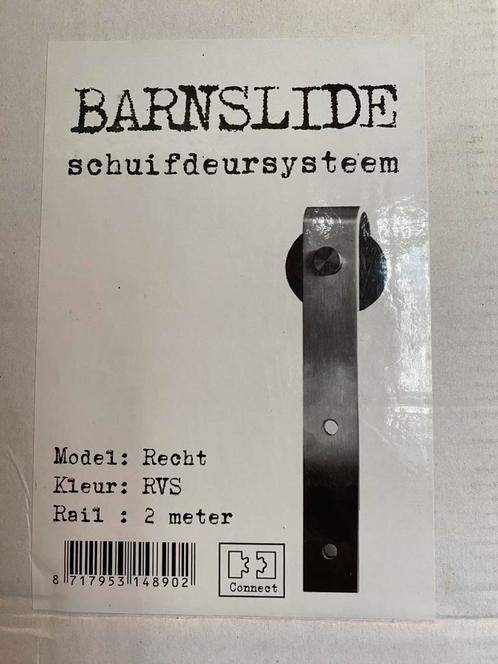 BARNSLIDE
schuifdeursysteem
Model: Recht
Kleur: RVS
Rail : 2 meter
8 717953 148902
Connect